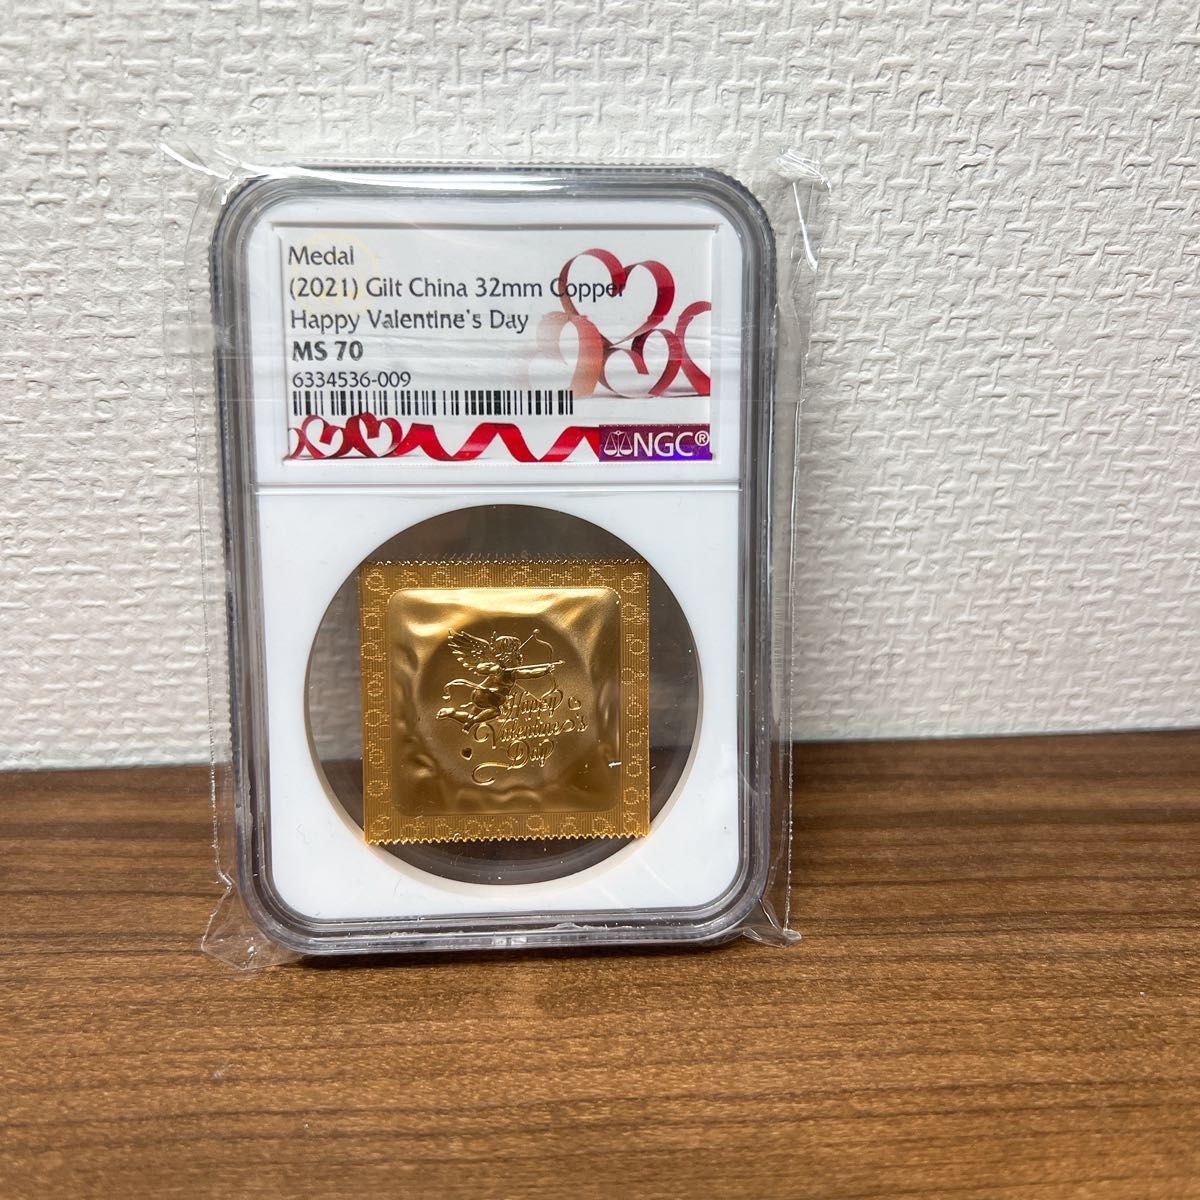 Medal
(2021) Gilt China 32mm Copper
Happy Valentine's Day
MS 70
6334536-009
NGC®
Happy
Valentine's
Day